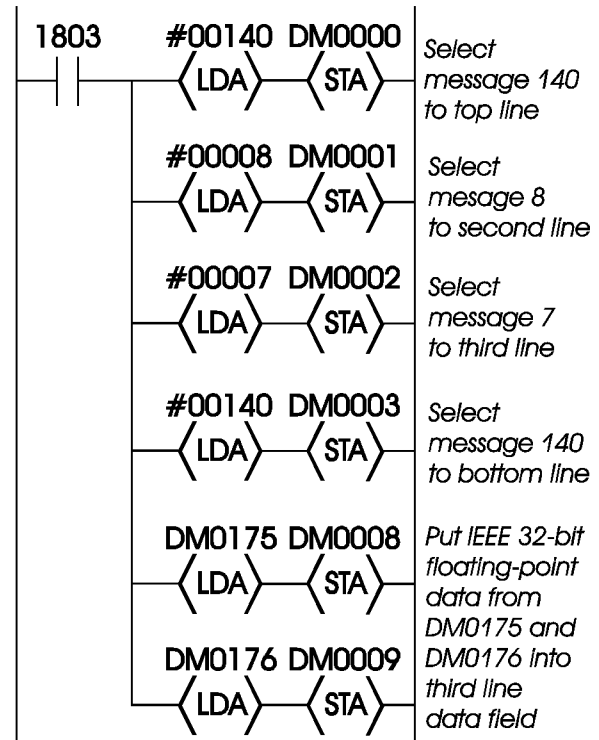 1803 #00140 DM0000
LDA STA
Select
message 140
to top line
#00008 DM0001
LDA STA
Select
mesage 8
to second line
#00007 DM0002
LDA STA
Select
message 7
to third line
#00140 DM0003
LDA STA
Select
message 140
to bottom line
DM0175 DM0008
LDA STA
DM0176 DM0009
LDA STA
Put IEEE 32-bit
floating-point
data from
DM0175 and
DM0176 into
third line
data field